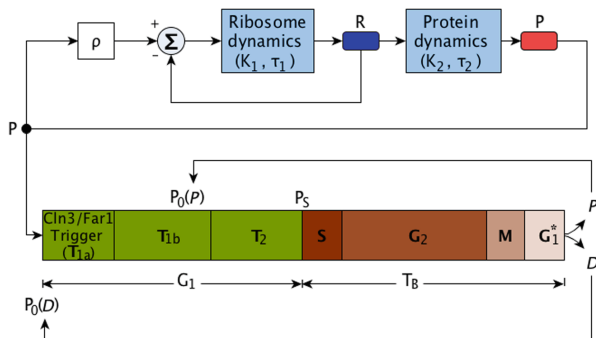 Ribosome
dynamics
(K₁, τ₁)
R
Protein
dynamics
(K₂, τ₂)
P
ρ
+
Σ
−
P
P₀(P)
Pₛ
Cln3/Far1
Trigger
(T₁ₐ)
T₁b
T₂
S
G₂
M
G₁*
P
D
G₁
T_B
P₀(D)